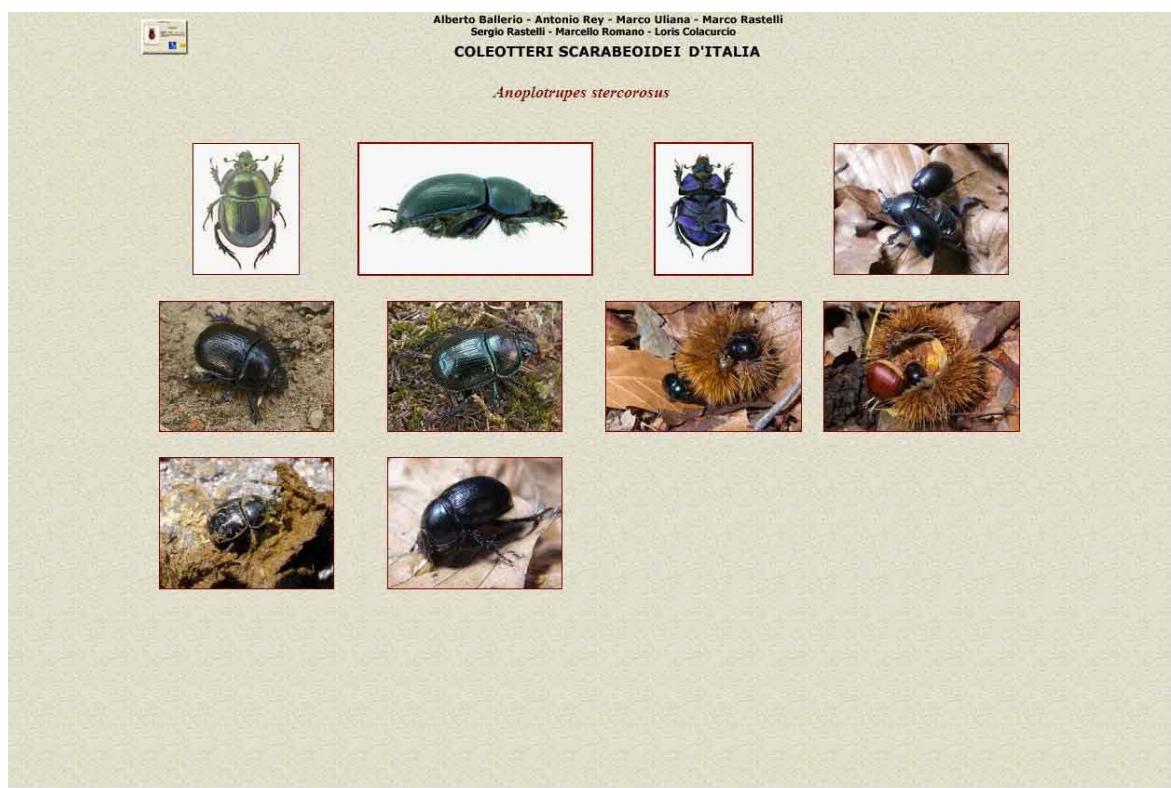 Alberto Ballerio - Antonio Rey - Marco Uliana - Marco Rastelli
Sergio Rastelli - Marcello Romano - Loris Colacurcio
COLEOTTERI SCARABEOIDEI D'ITALIA
Anoplotrupes stercorosus